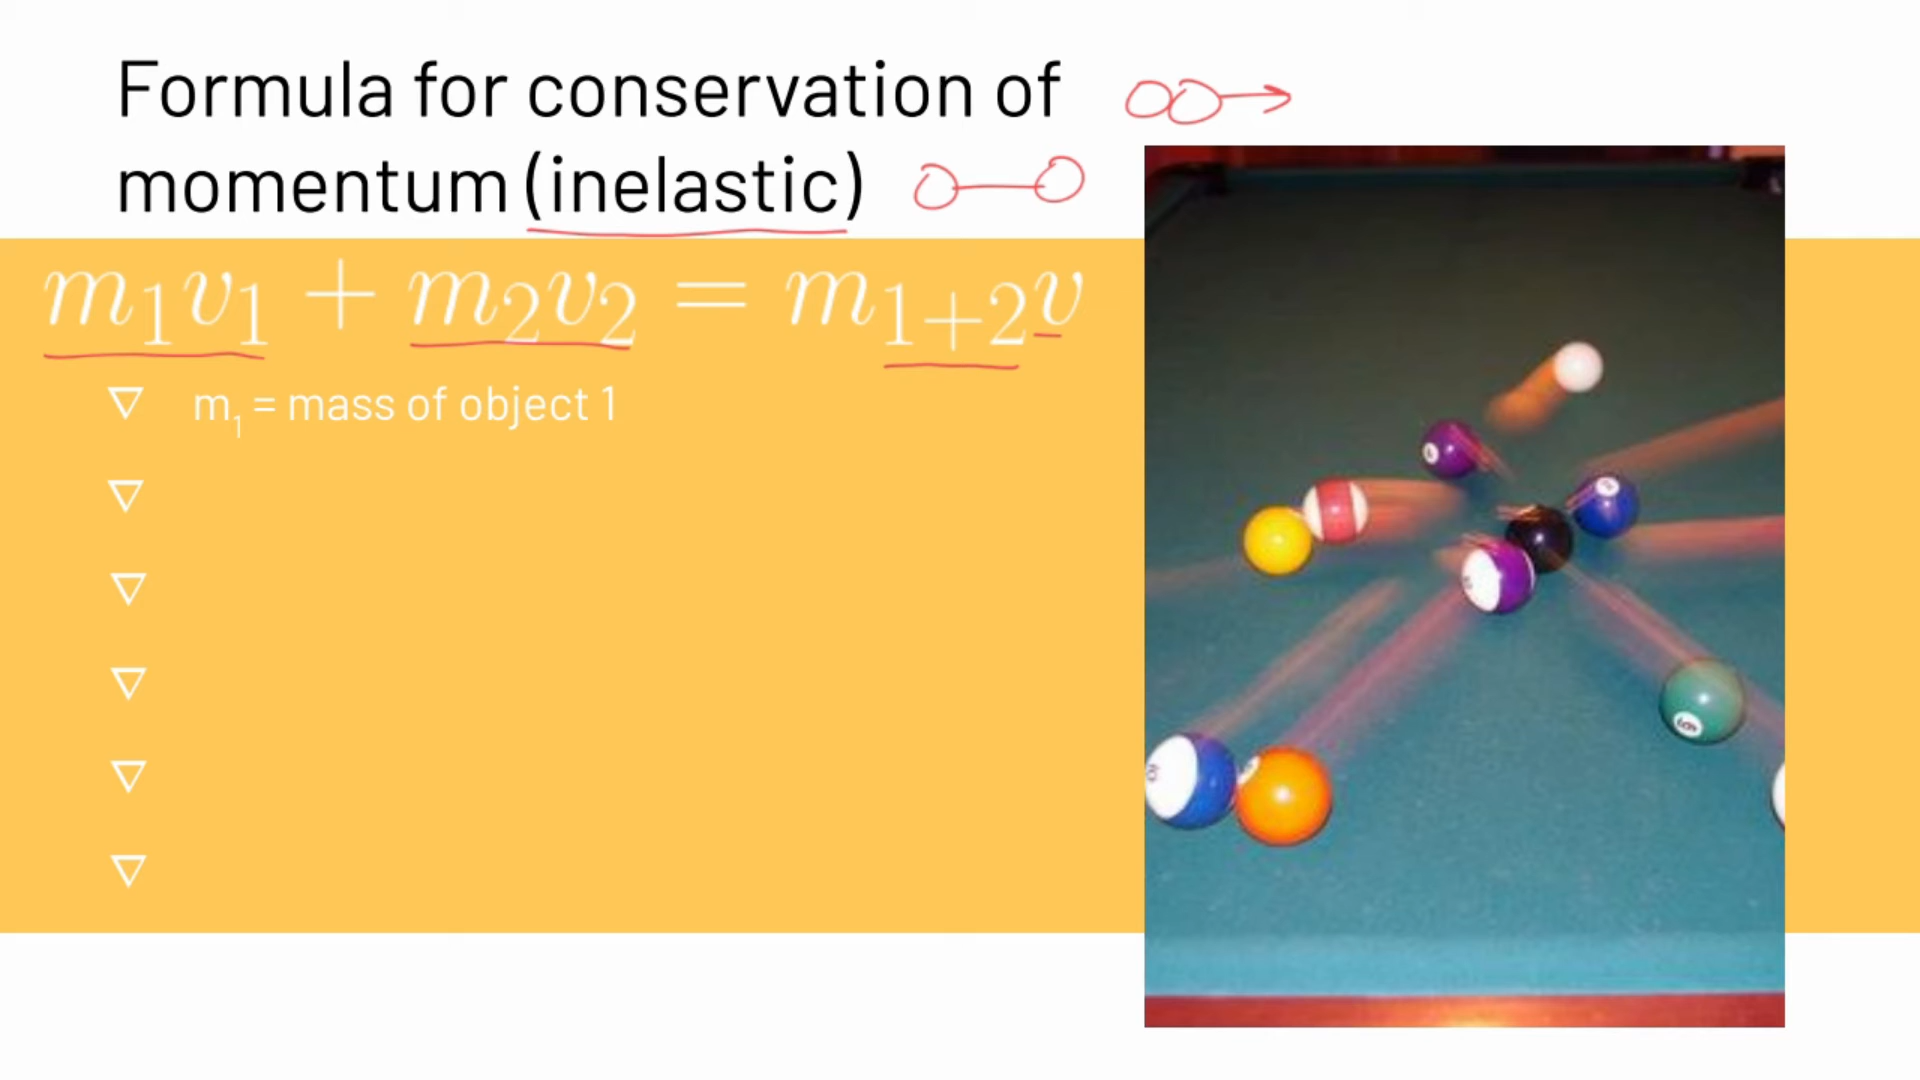 Formula for conservation of
momentum (inelastic)
m₁v₁ + m₂v₂ = m₁₊₂v
▽ m₁ = mass of object 1